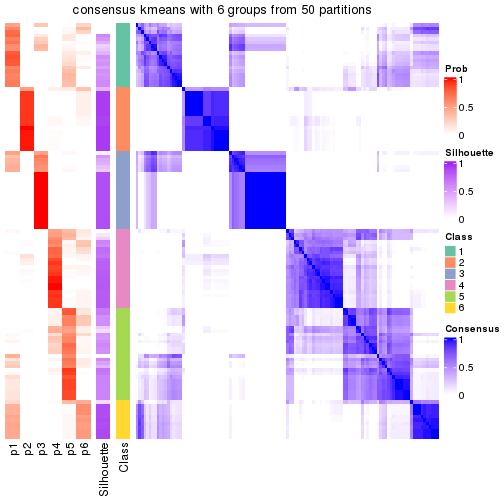 consensus kmeans with 6 groups from 50 partitions
Prob
1
0.5
0
Silhouette
1
0.5
0
Class
1
2
3
4
5
6
Consensus
1
0.5
0
p1
p2
p3
p4
p5
p6
Silhouette
Class